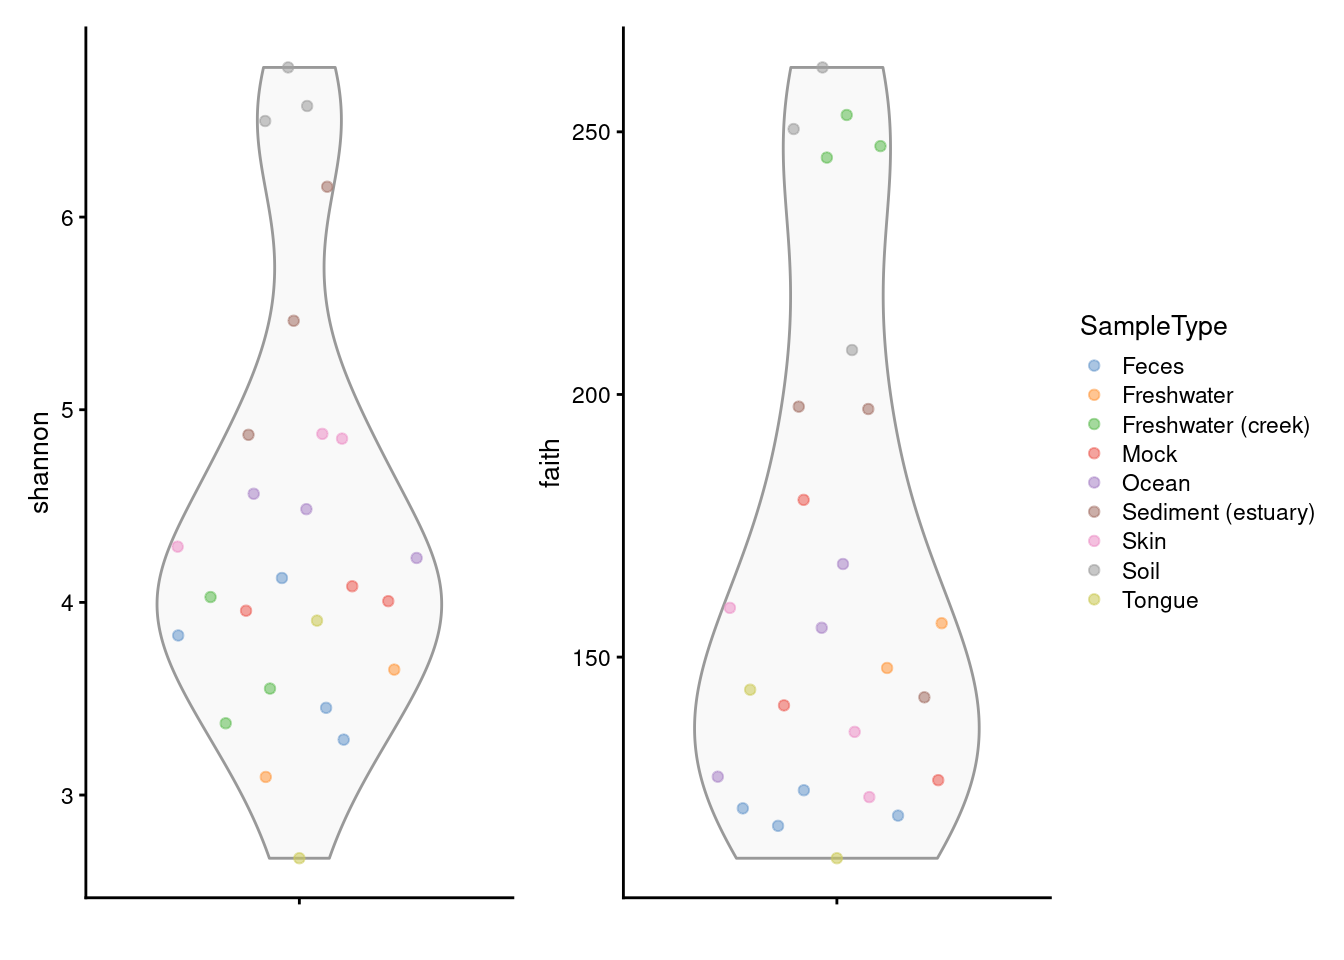 shannon
6
5
4
3
faith
250
200
150
SampleType
Feces
Freshwater
Freshwater (creek)
Mock
Ocean
Sediment (estuary)
Skin
Soil
Tongue